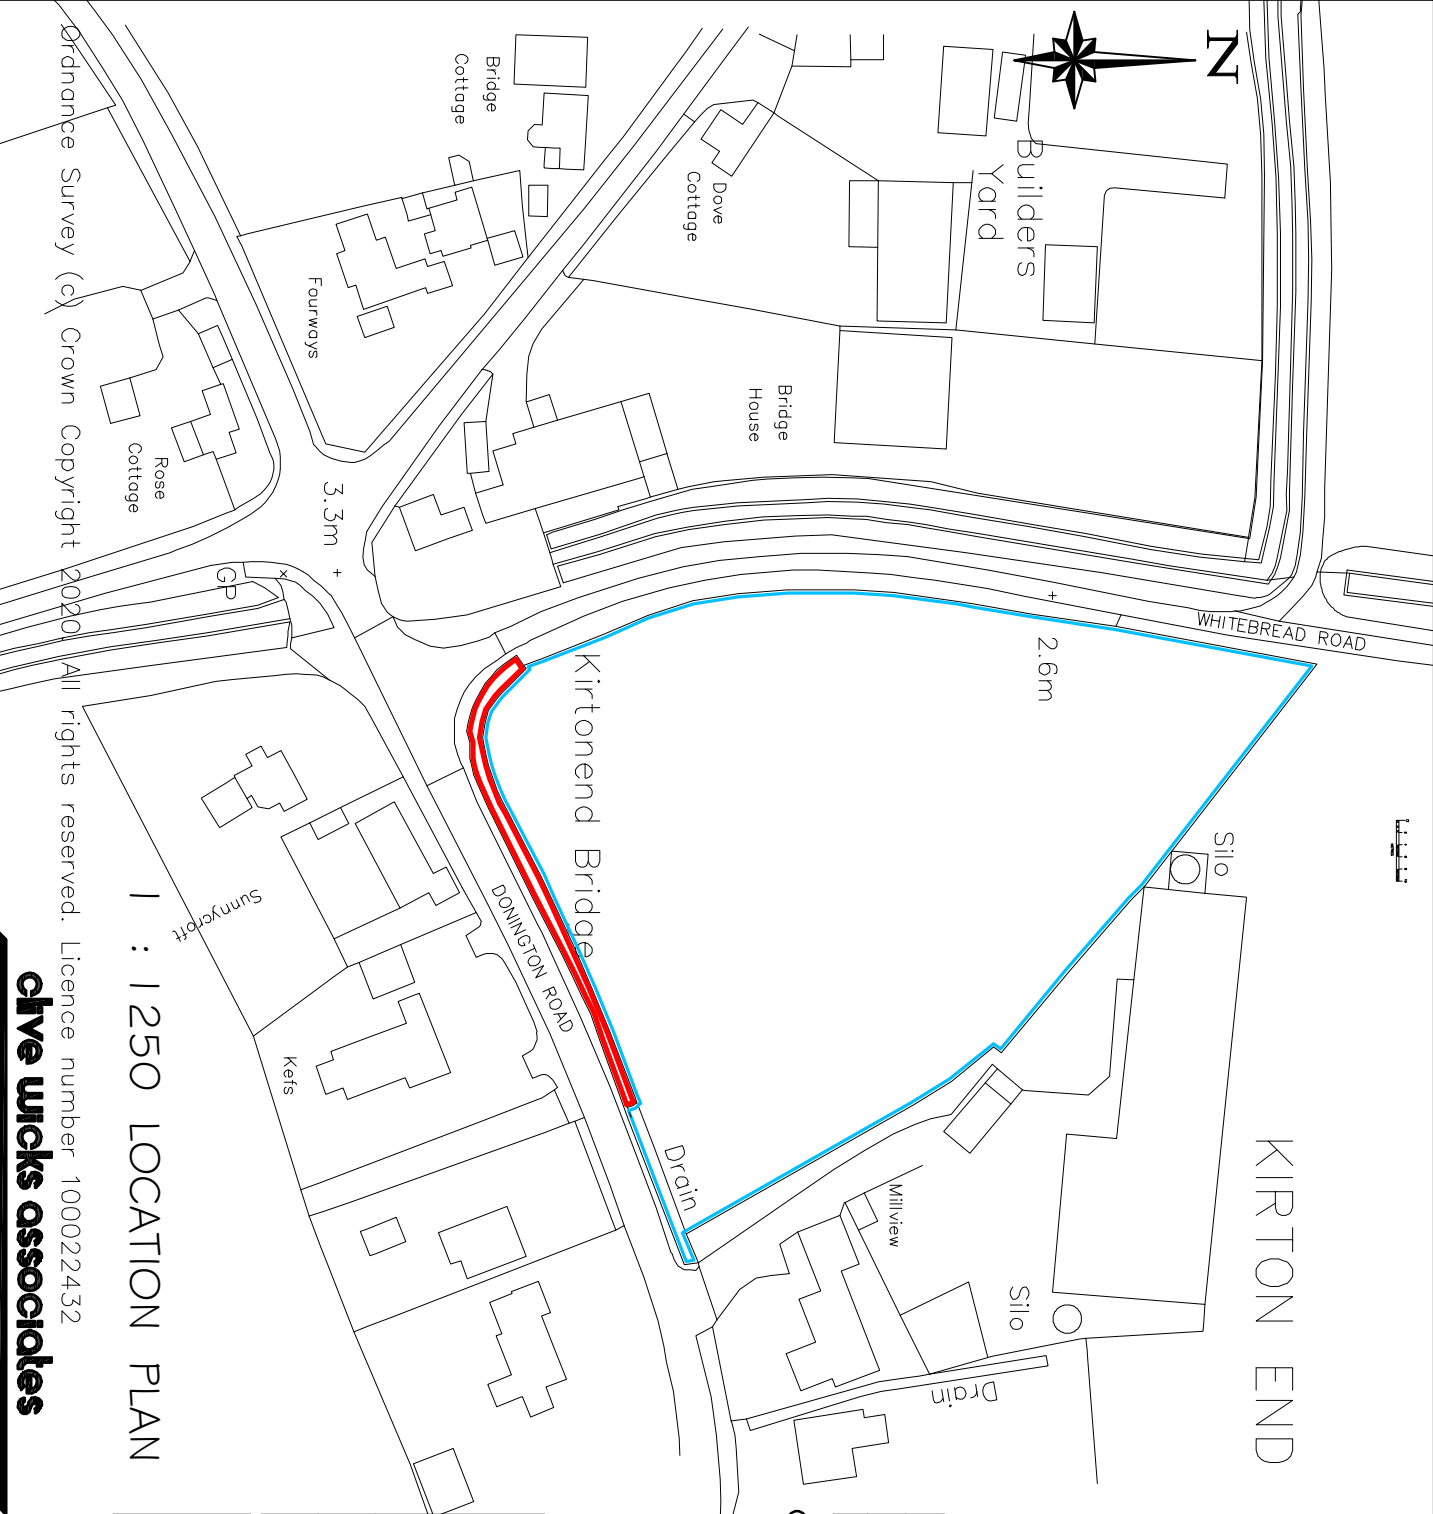 N
Builders
Yard
Bridge
Cottage
Dove
Cottage
Fourways
Bridge
House
Rose
Cottage
3.3m
GP
WHITEBREAD ROAD
2.6m
Kirtonend Bridge
DONINGTON ROAD
Silo
Sunnycroft
Kefs
Drain
Millview
Silo
Drain
KIRTON END
1:1250 LOCATION PLAN
Ordnance Survey (c) Crown Copyright 2020. All rights reserved. Licence number 100022432
clive wicks associates